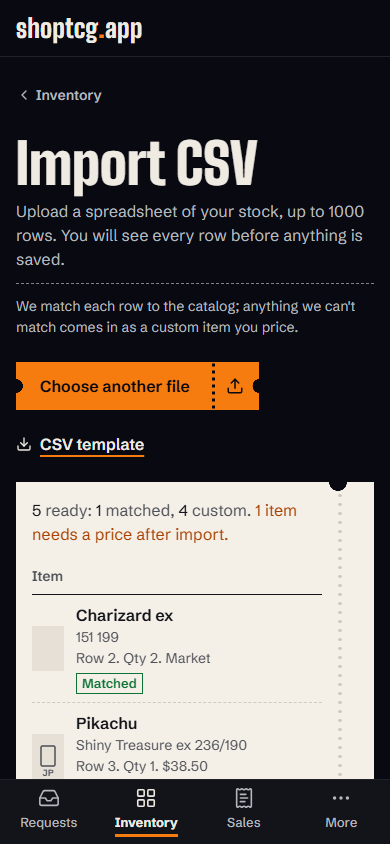 shoptcg.app
Inventory
Import CSV
Upload a spreadsheet of your stock, up to 1000
rows. You will see every row before anything is
saved.
We match each row to the catalog; anything we can't
match comes in as a custom item you price.
Choose another file
CSV template
5 ready: 1 matched, 4 custom. 1 item
needs a price after import.
Item
Charizard ex
151 199
Row 2. Qty 2. Market
Matched
Pikachu
Shiny Treasure ex 236/190
Row 3. Qty 1. $38.50
JP
Requests
Inventory
Sales
More